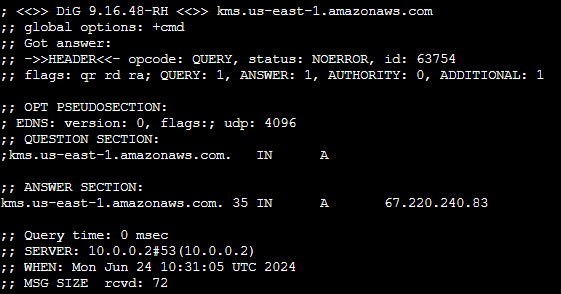 ; <<>> DiG 9.16.48-RH <<>> kms.us-east-1.amazonaws.com
;; global options: +cmd
;; Got answer:
;; ->>HEADER<<- opcode: QUERY, status: NOERROR, id: 63754
;; flags: qr rd ra; QUERY: 1, ANSWER: 1, AUTHORITY: 0, ADDITIONAL: 1

;; OPT PSEUDOSECTION:
; EDNS: version: 0, flags:; udp: 4096
;; QUESTION SECTION:
;kms.us-east-1.amazonaws.com.   IN      A

;; ANSWER SECTION:
kms.us-east-1.amazonaws.com. 35 IN      A       67.220.240.83

;; Query time: 0 msec
;; SERVER: 10.0.0.2#53(10.0.0.2)
;; WHEN: Mon Jun 24 10:31:05 UTC 2024
;; MSG SIZE  rcvd: 72